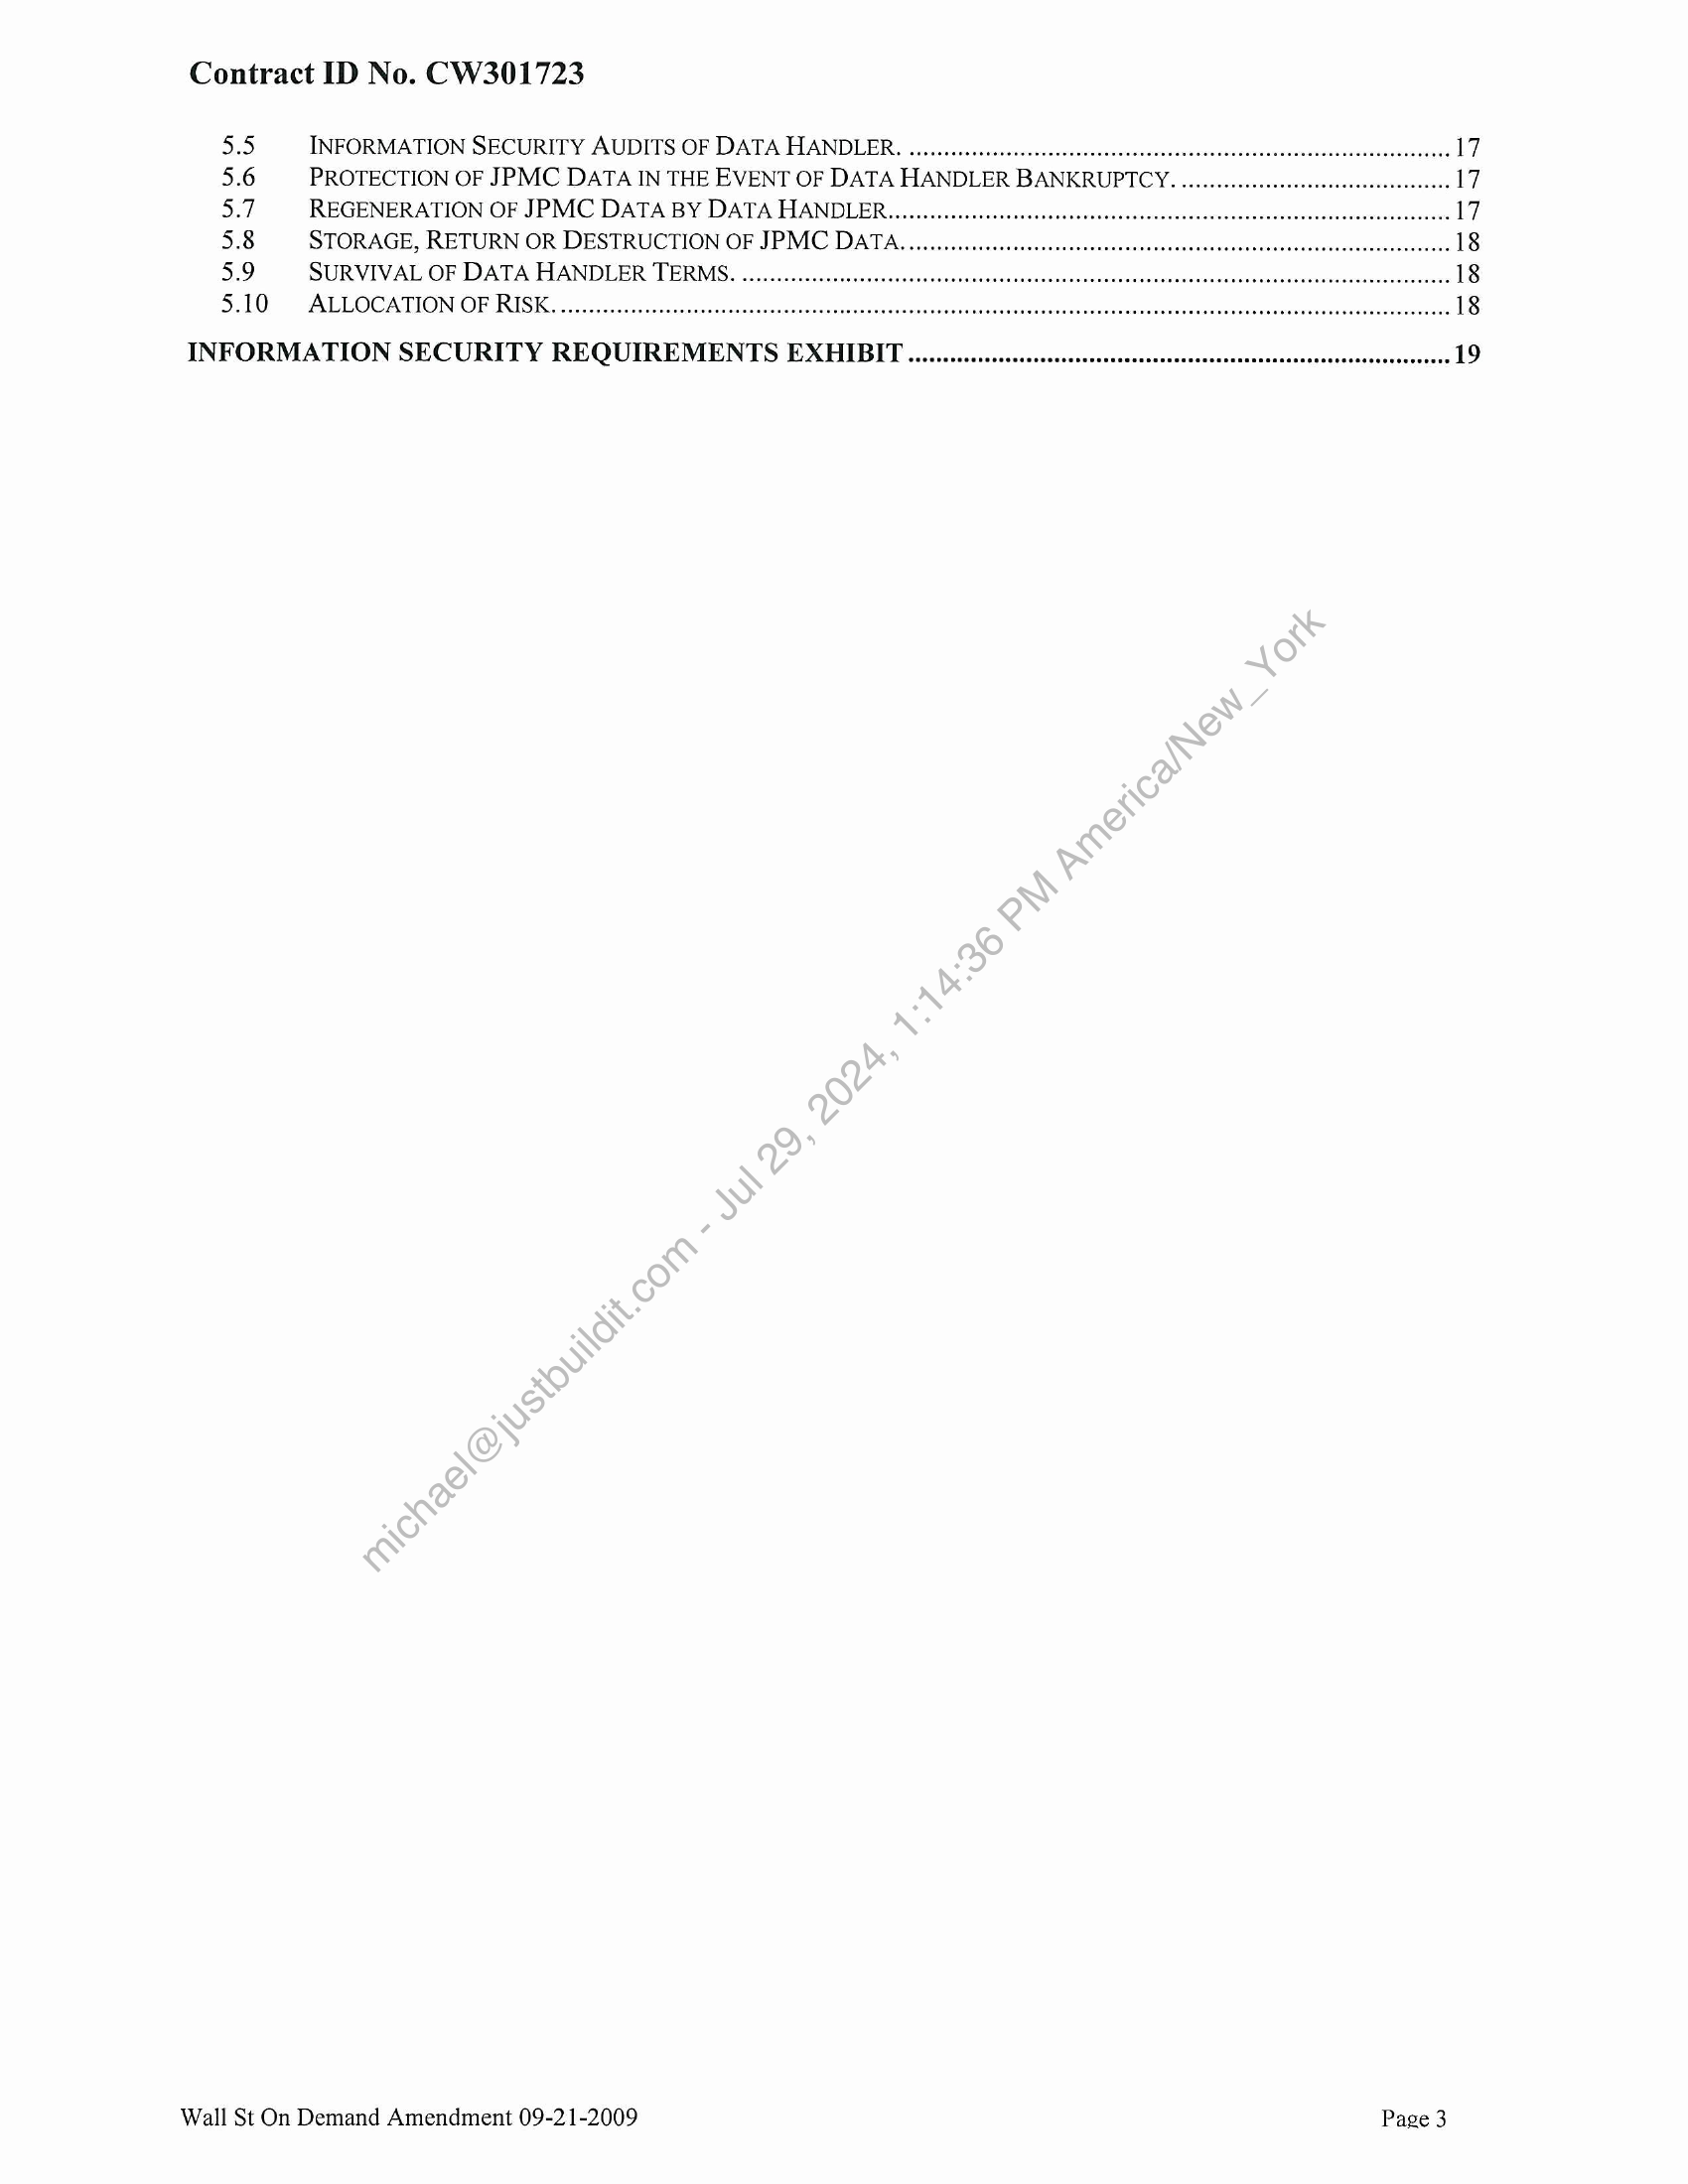 Contract ID No. CW301723
5.5 INFORMATION SECURITY AUDITS OF DATA HANDLER. ........................................ 17
5.6 PROTECTION OF JPMC DATA IN THE EVENT OF DATA HANDLER BANKRUPTCY. ........................................ 17
5.7 REGENERATION OF JPMC DATA BY DATA HANDLER........................................ 17
5.8 STORAGE, RETURN OR DESTRUCTION OF JPMC DATA........................................ 18
5.9 SURVIVAL OF DATA HANDLER TERMS. ........................................ 18
5.10 ALLOCATION OF RISK........................................ 18
INFORMATION SECURITY REQUIREMENTS EXHIBIT ........................................ 19
michael@justbuildit.com - Jul 29, 2024, 1:14:36 PM America/New_York
Wall St On Demand Amendment 09-21-2009 Page 3